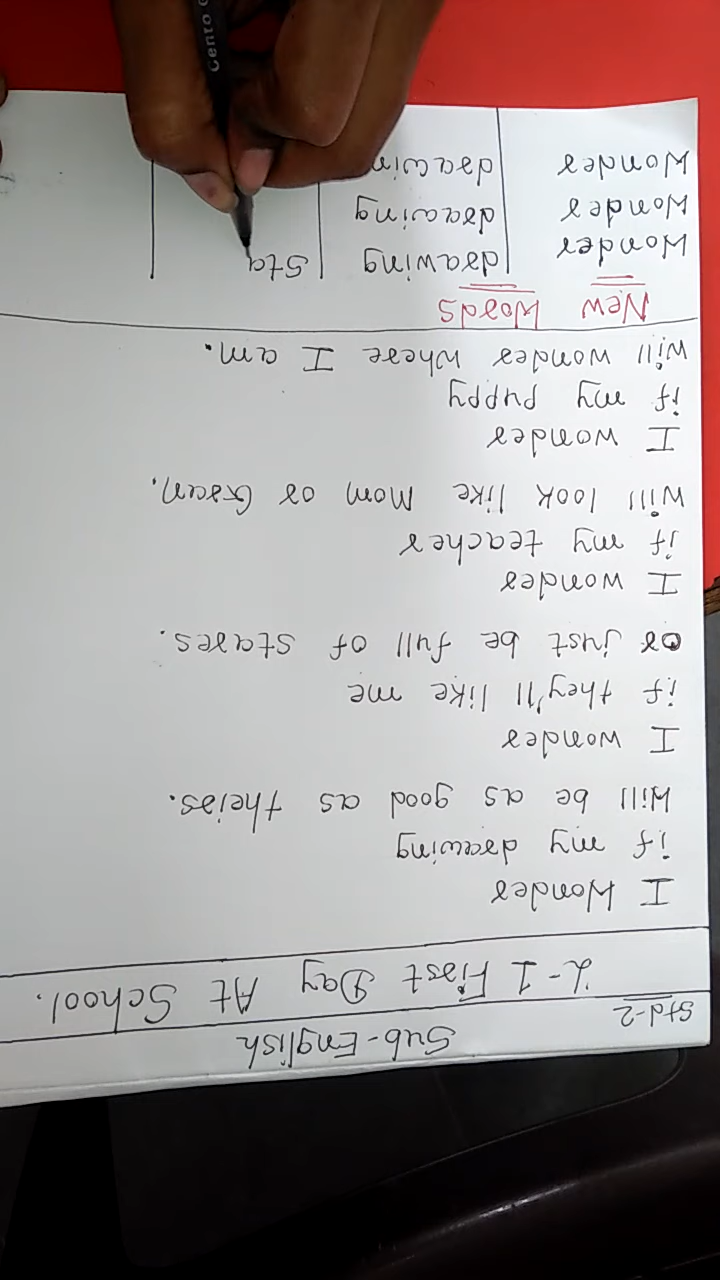 Std-2 Sub-English
L-1 First Day At School.
I Wonder
if my drawing
Will be as good as theirs.
I wonder
if they'll like me
or just be full of stares.
I wonder
if my teacher
will look like Mom or Gram.
I wonder
if my puppy
will wonder where I am.
New Words
Wonder drawing Sta
Wonder drawing
Wonder drawin